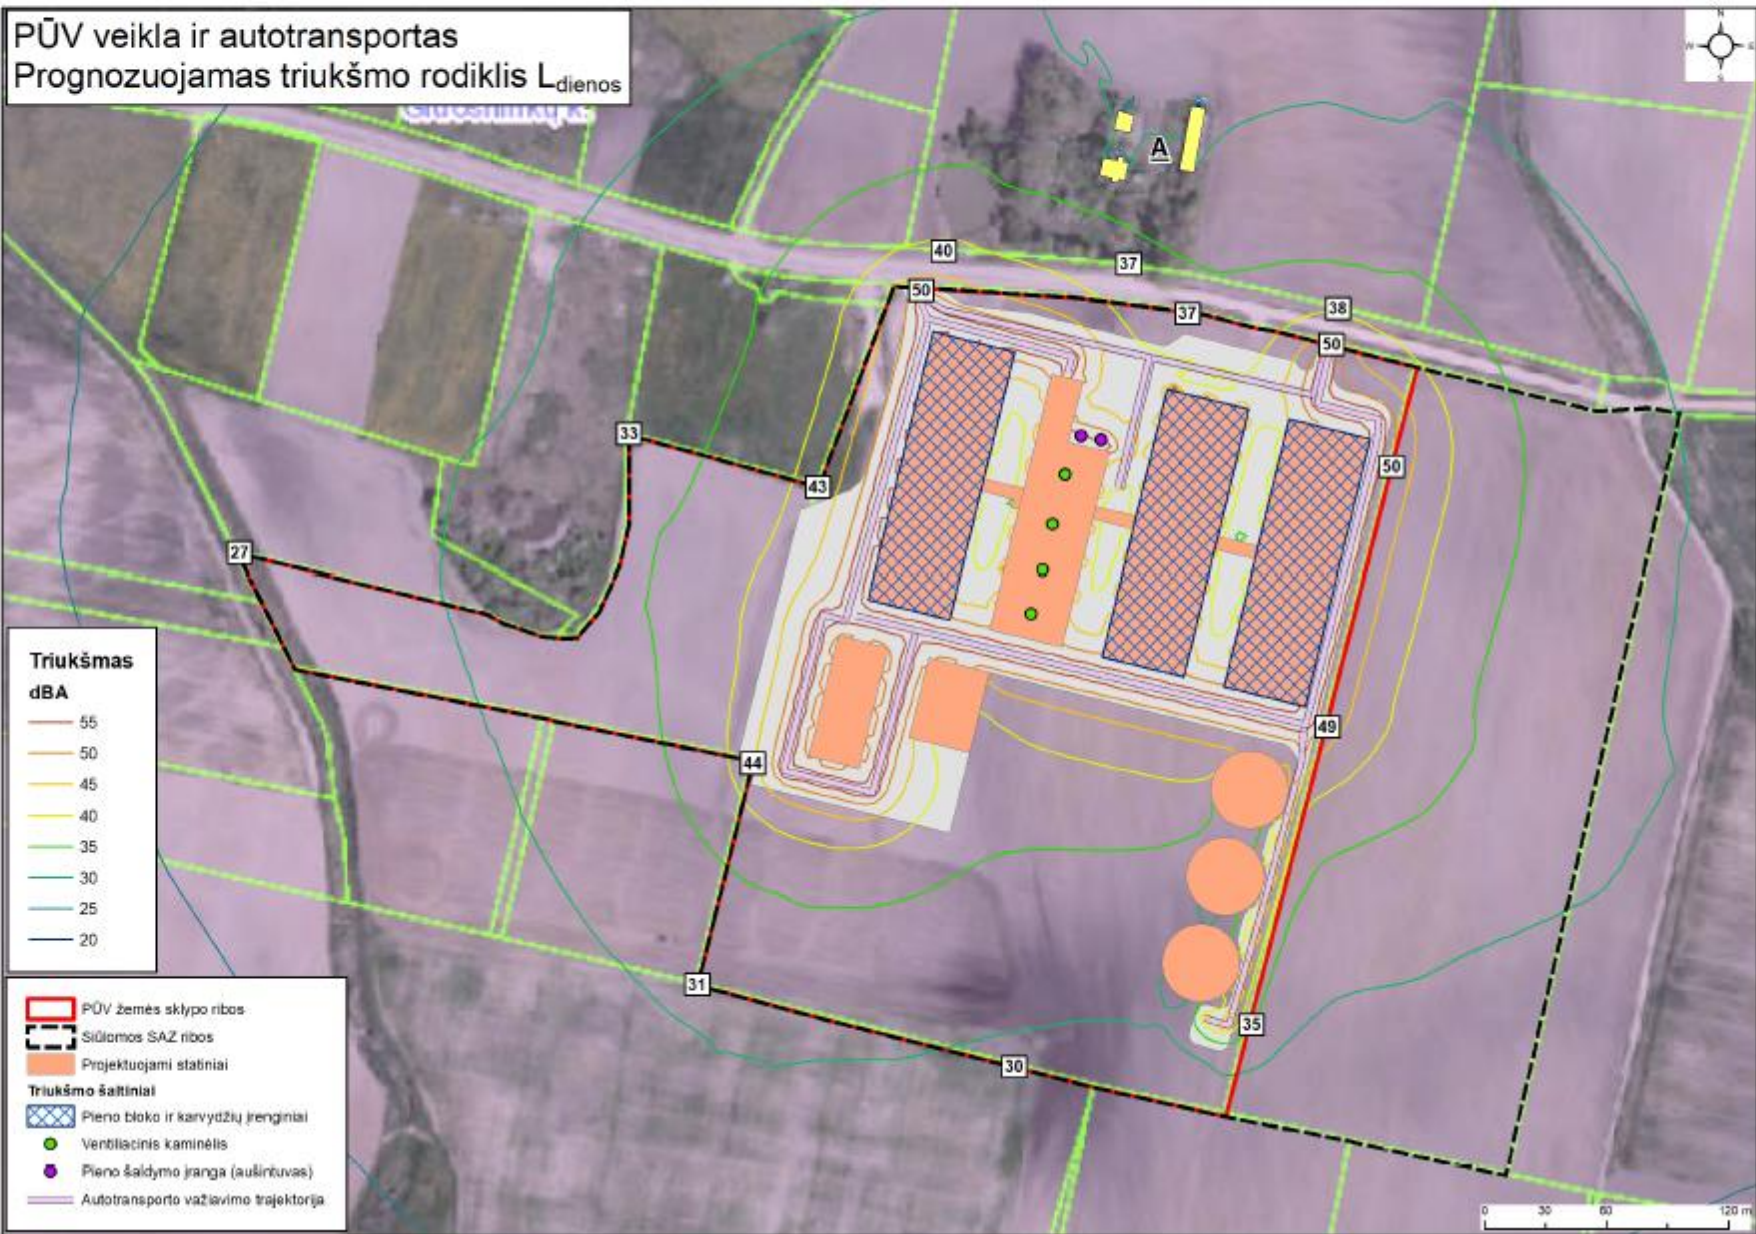 PŪV veikla ir autotransportas
Prognozuojamas triukšmo rodiklis Ldienos
N
W
S
A
40
37
50
37
38
50
33
43
50
27
44
49
31
35
30
Triukšmas
dBA
55
50
45
40
35
30
25
20
PŪV žemės sklypo ribos
Siūlomos SAZ ribos
Projektuojami statiniai
Triukšmo šaltiniai
Pieno bloko ir karvydžių įrenginiai
Ventiliacinis kaminėlis
Pieno šaldymo įranga (aušintuvas)
Autotransporto važiavimo trajektorija
0 30 60 120 m